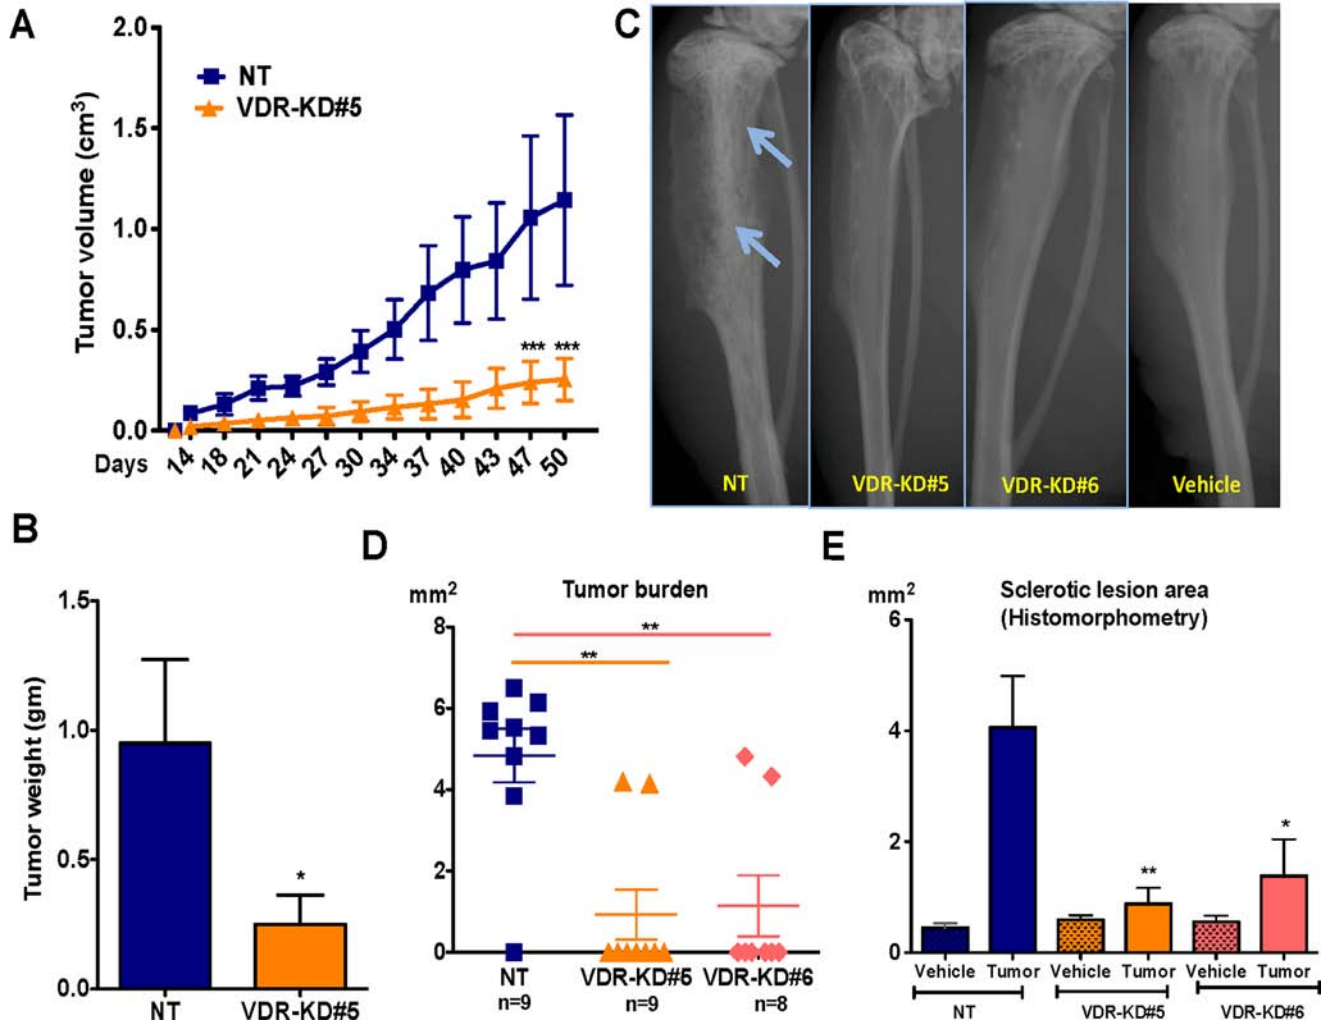 A
2.0
1.5
1.0
0.5
0.0
Tumor volume (cm³)
NT
VDR-KD#5
*** ***
Days 14 18 21 24 27 30 34 37 40 43 47 50
C
NT
VDR-KD#5
VDR-KD#6
Vehicle
B
1.5
1.0
0.5
0.0
Tumor weight (gm)
*
NT VDR-KD#5
D
mm²
Tumor burden
8
6
4
2
0
**
**
NT VDR-KD#5 VDR-KD#6
n=9 n=9 n=8
E
mm²
Sclerotic lesion area
(Histomorphometry)
6
4
2
0
**
*
Vehicle Tumor Vehicle Tumor Vehicle Tumor
NT VDR-KD#5 VDR-KD#6